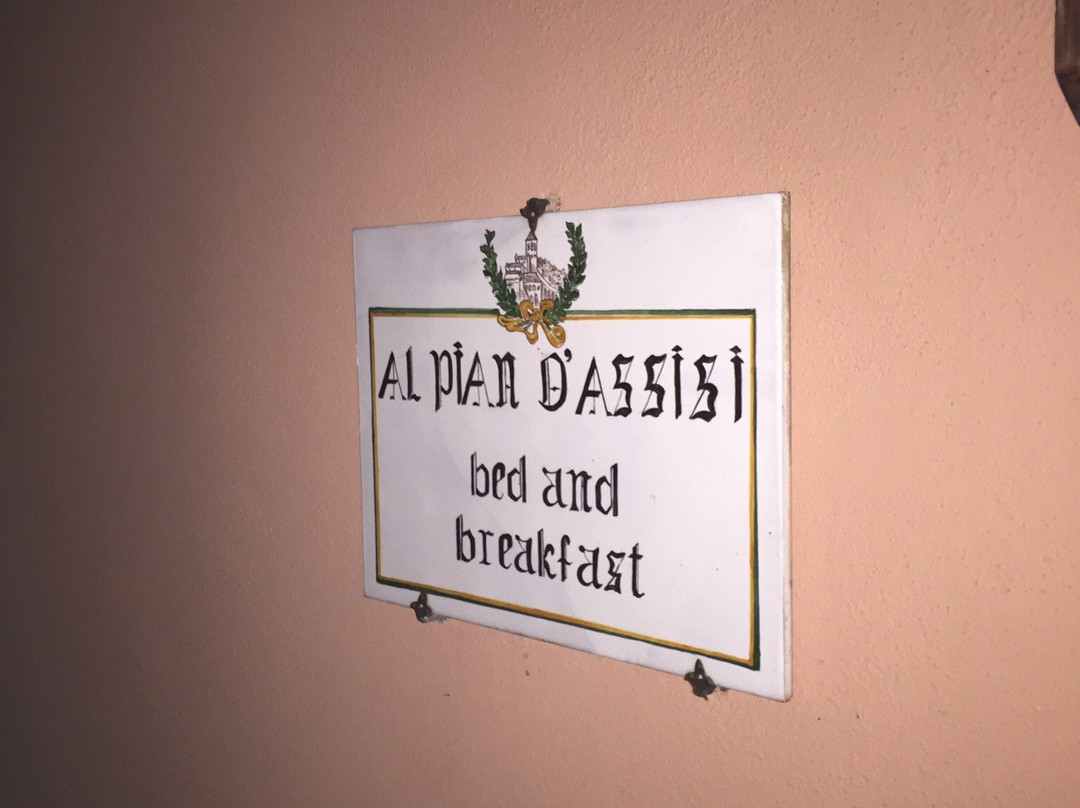 AL PiAN D'ASSiSi
bed and
breakfast